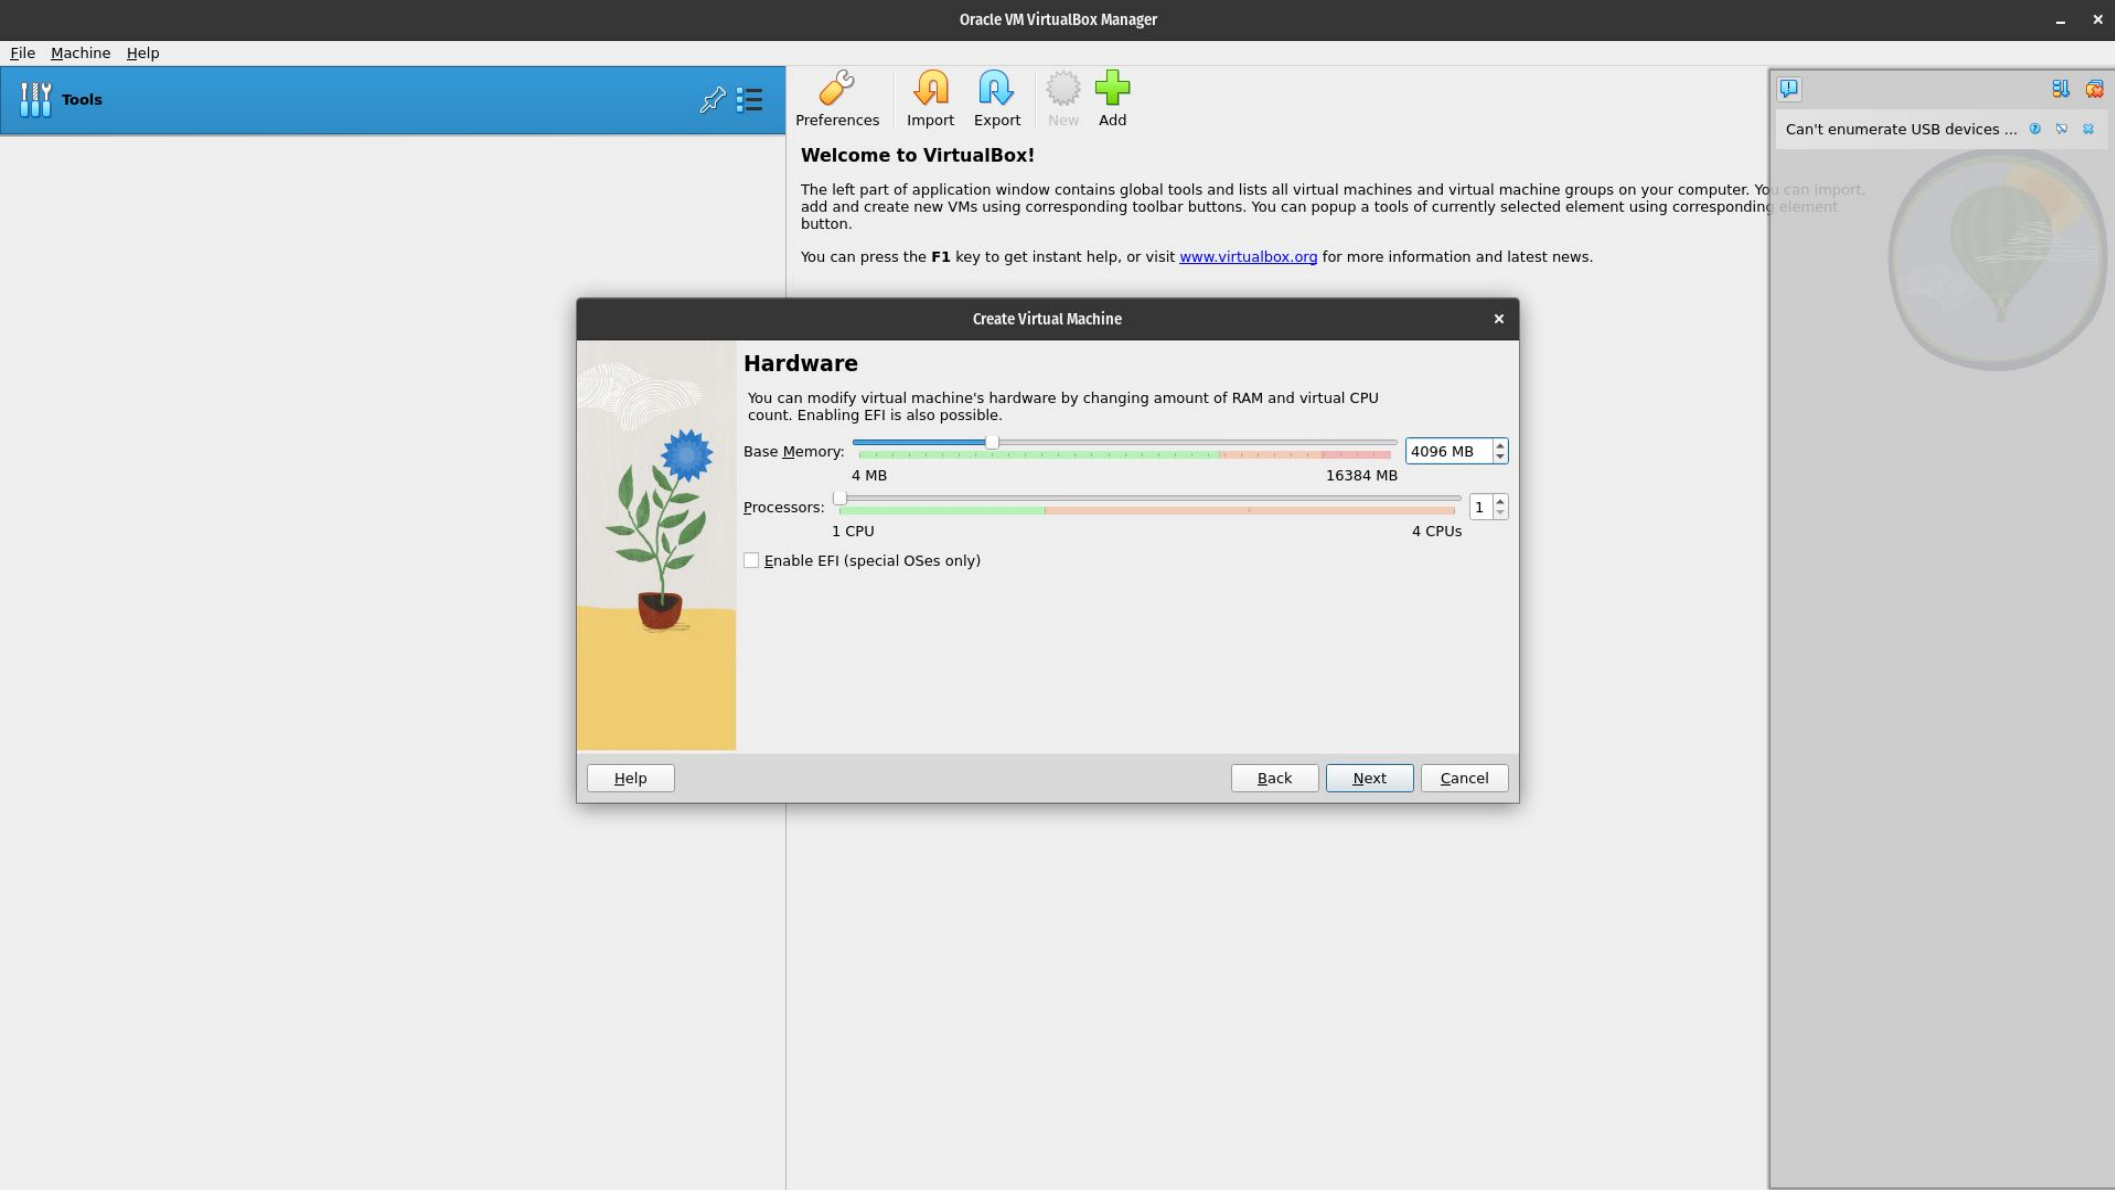 Oracle VM VirtualBox Manager
File Machine Help
Tools
Preferences
Import
Export
New
Add
Welcome to VirtualBox!
The left part of application window contains global tools and lists all virtual machines and virtual machine groups on your computer. You can import,
add and create new VMs using corresponding toolbar buttons. You can popup a tools of currently selected element using corresponding element
button.
You can press the F1 key to get instant help, or visit www.virtualbox.org for more information and latest news.
Can't enumerate USB devices ...
Create Virtual Machine
Hardware
You can modify virtual machine's hardware by changing amount of RAM and virtual CPU
count. Enabling EFI is also possible.
Base Memory: 4096 MB
4 MB 16384 MB
Processors: 1
1 CPU 4 CPUs
Enable EFI (special OSes only)
Help Back Next Cancel